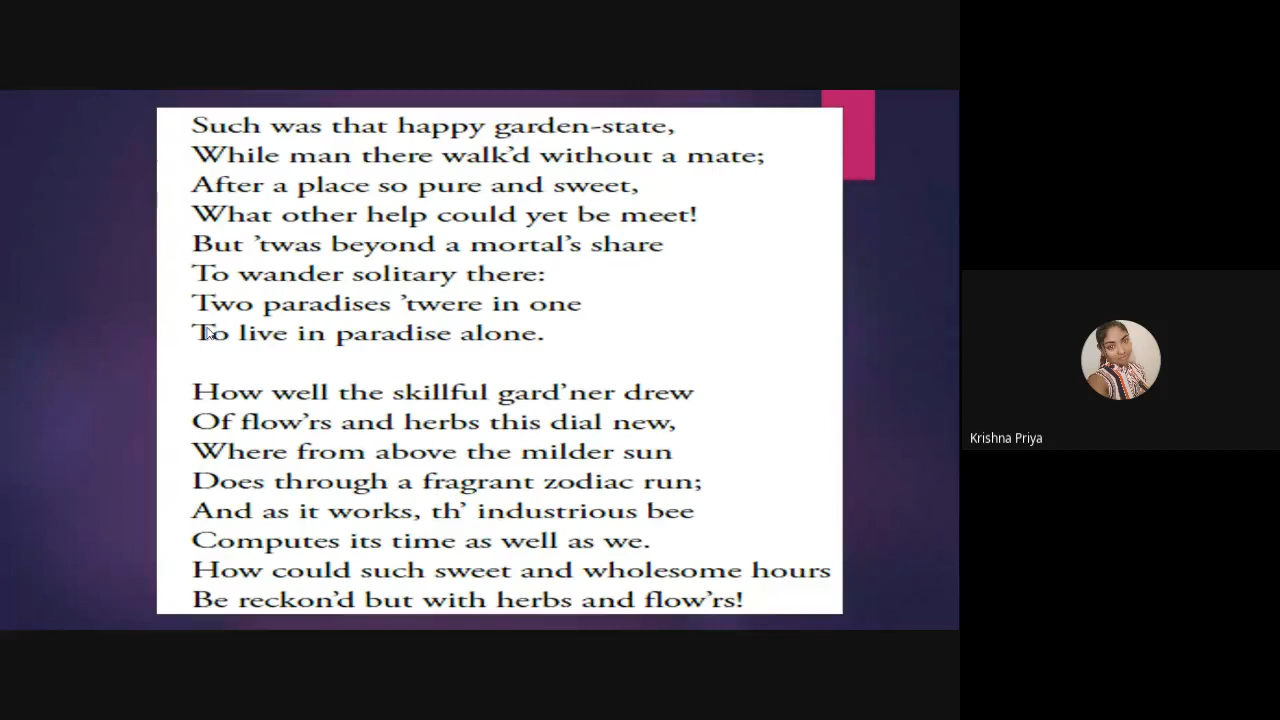 Such was that happy garden-state,
While man there walk’d without a mate;
After a place so pure and sweet,
What other help could yet be meet!
But ’twas beyond a mortal’s share
To wander solitary there:
Two paradises ’twere in one
To live in paradise alone.
How well the skillful gard’ner drew
Of flow’rs and herbs this dial new,
Where from above the milder sun
Does through a fragrant zodiac run;
And as it works, th’ industrious bee
Computes its time as well as we.
How could such sweet and wholesome hours
Be reckon’d but with herbs and flow’rs!
Krishna Priya